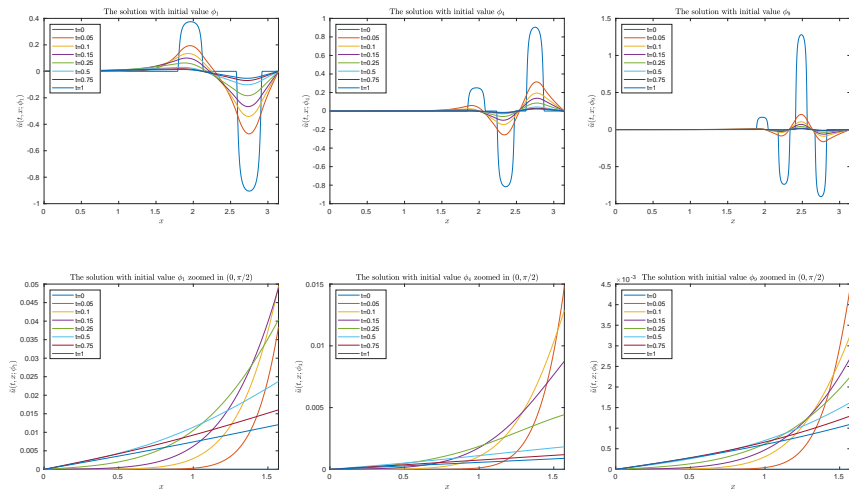 The solution with initial value ϕ₁
0.4
0.2
0
-0.2
-0.4
-0.6
-0.8
-1
t=0
t=0.05
t=0.1
t=0.15
t=0.25
t=0.5
t=0.75
t=1
û(t, x; ϕ₁)
0
0.5
1
1.5
2
2.5
3
x
The solution with initial value ϕ₄
1
0.8
0.6
0.4
0.2
0
-0.2
-0.4
-0.6
-0.8
-1
t=0
t=0.05
t=0.1
t=0.15
t=0.25
t=0.5
t=0.75
t=1
û(t, x; ϕ₄)
0
0.5
1
1.5
2
2.5
3
x
The solution with initial value ϕ₉
1.5
1
0.5
0
-0.5
-1
t=0
t=0.05
t=0.1
t=0.15
t=0.25
t=0.5
t=0.75
t=1
û(t, x; ϕ₉)
0
0.5
1
1.5
2
2.5
3
x
The solution with initial value ϕ₁ zoomed in (0, π/2)
0.05
0.045
0.04
0.035
0.03
0.025
0.02
0.015
0.01
0.005
0
t=0
t=0.05
t=0.1
t=0.15
t=0.25
t=0.5
t=0.75
t=1
û(t, x; ϕ₁)
0
0.5
1
1.5
x
The solution with initial value ϕ₄ zoomed in (0, π/2)
0.015
0.01
0.005
0
t=0
t=0.05
t=0.1
t=0.15
t=0.25
t=0.5
t=0.75
t=1
û(t, x; ϕ₄)
0
0.5
1
1.5
x
×10⁻³ The solution with initial value ϕ₉ zoomed in (0, π/2)
4.5
4
3.5
3
2.5
2
1.5
1
0.5
0
t=0
t=0.05
t=0.1
t=0.15
t=0.25
t=0.5
t=0.75
t=1
û(t, x; ϕ₉)
0
0.5
1
1.5
x